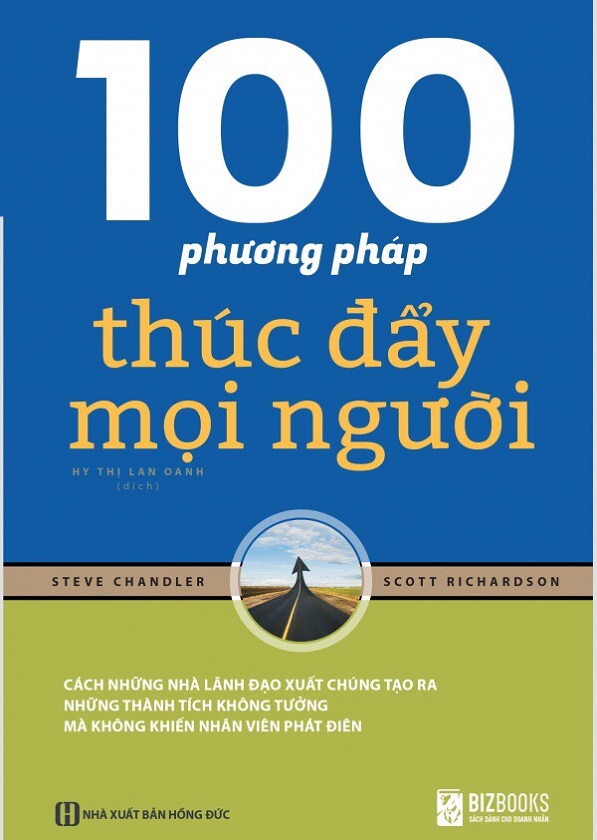 100
phương pháp
thúc đẩy
mọi người
HY THỊ LAN OANH
(dịch)
STEVE CHANDLER
SCOTT RICHARDSON
CÁCH NHỮNG NHÀ LÃNH ĐẠO XUẤT CHÚNG TẠO RA
NHỮNG THÀNH TÍCH KHÔNG TƯỞNG
MÀ KHÔNG KHIẾN NHÂN VIÊN PHÁT ĐIÊN
NHÀ XUẤT BẢN HỒNG ĐỨC
BIZBOOKS
SÁCH DÀNH CHO DOANH NHÂN